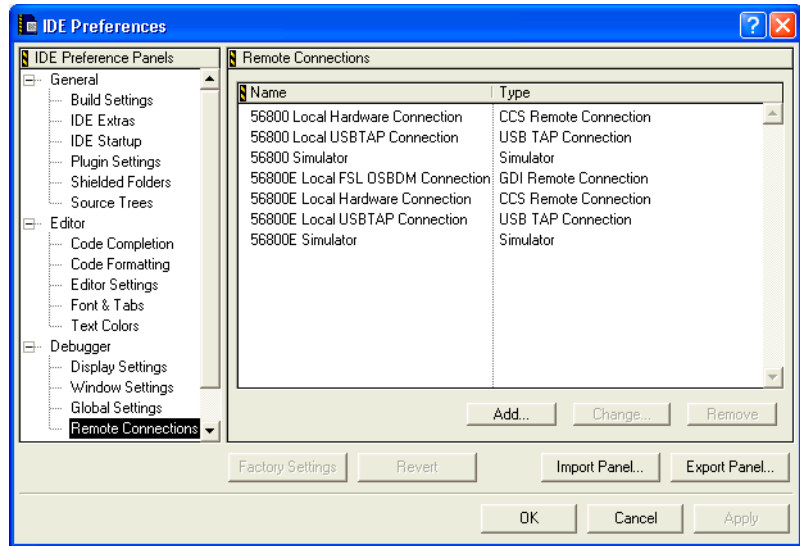 IDE Preferences
IDE Preference Panels
General
Build Settings
IDE Extras
IDE Startup
Plugin Settings
Shielded Folders
Source Trees
Editor
Code Completion
Code Formatting
Editor Settings
Font & Tabs
Text Colors
Debugger
Display Settings
Window Settings
Global Settings
Remote Connections
Remote Connections
Name Type
56800 Local Hardware Connection CCS Remote Connection
56800 Local USBTAP Connection USB TAP Connection
56800 Simulator Simulator
56800E Local FSL OSBDM Connection GDI Remote Connection
56800E Local Hardware Connection CCS Remote Connection
56800E Local USBTAP Connection USB TAP Connection
56800E Simulator Simulator
Add... Change... Remove
Factory Settings Revert Import Panel... Export Panel...
OK Cancel Apply